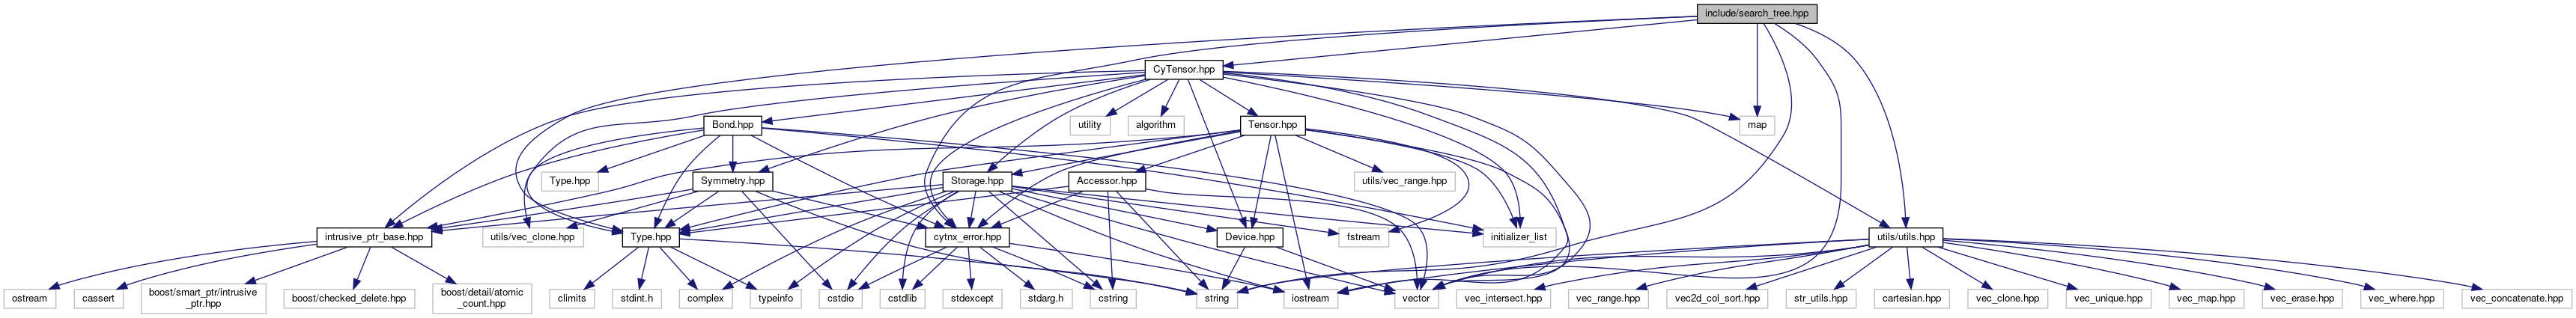 include/search_tree.hpp
CyTensor.hpp
Bond.hpp
utility
algorithm
Tensor.hpp
map
Type.hpp
Symmetry.hpp
Storage.hpp
Accessor.hpp
utils/vec_range.hpp
intrusive_ptr_base.hpp
utils/vec_clone.hpp
Type.hpp
cytnx_error.hpp
Device.hpp
fstream
initializer_list
utils/utils.hpp
ostream
cassert
boost/smart_ptr/intrusive
_ptr.hpp
boost/checked_delete.hpp
boost/detail/atomic
_count.hpp
climits
stdint.h
complex
typeinfo
cstdio
cstdlib
stdexcept
stdarg.h
cstring
string
iostream
vector
vec_intersect.hpp
vec_range.hpp
vec2d_col_sort.hpp
str_utils.hpp
cartesian.hpp
vec_clone.hpp
vec_unique.hpp
vec_map.hpp
vec_erase.hpp
vec_where.hpp
vec_concatenate.hpp